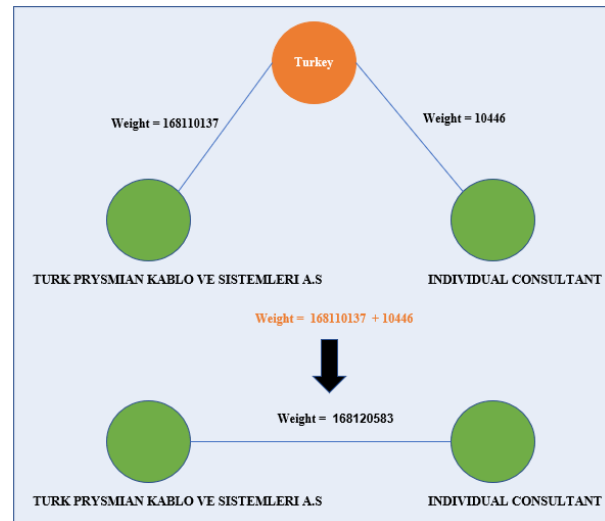 Turkey
Weight = 168110137
Weight = 10446
TURK PRYSMIAN KABLO VE SISTEMLERI A.S
INDIVIDUAL CONSULTANT
Weight = 168110137 + 10446
Weight = 168120583
TURK PRYSMIAN KABLO VE SISTEMLERI A.S
INDIVIDUAL CONSULTANT